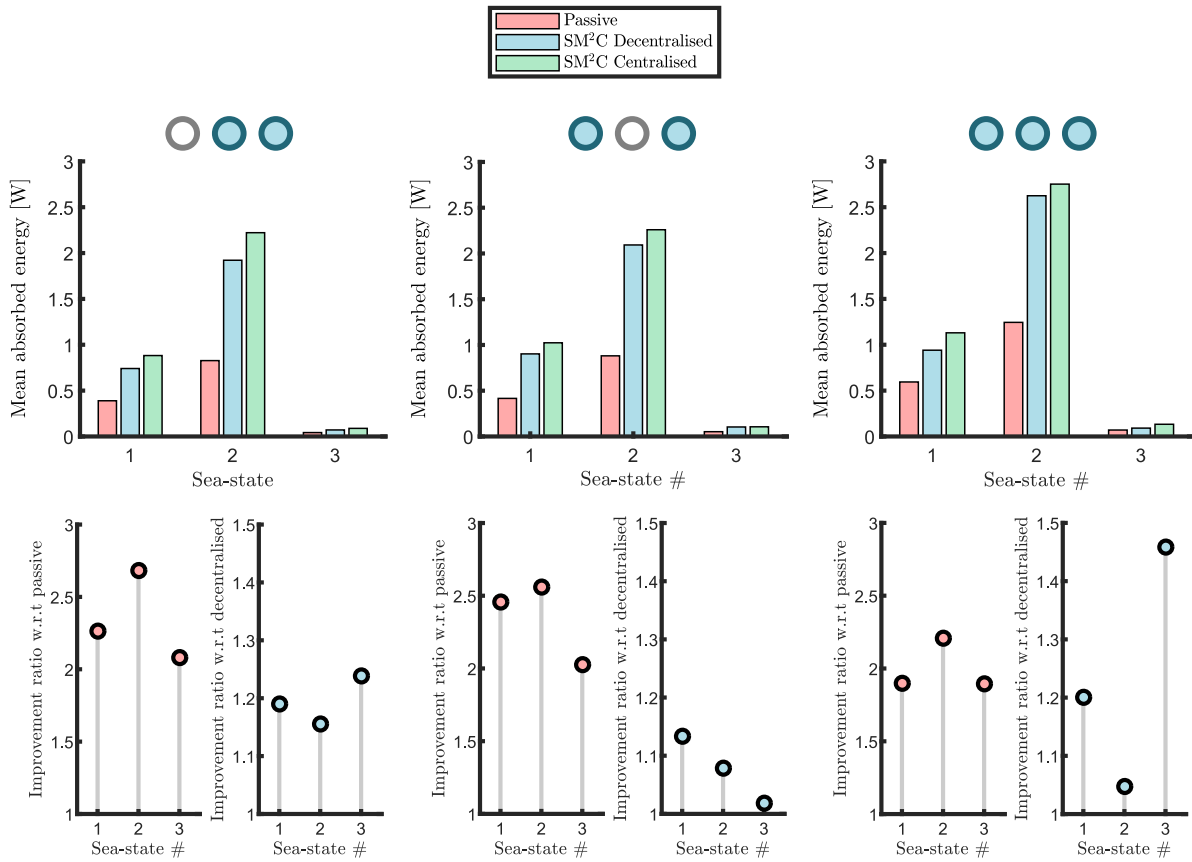 Passive
SM²C Decentralised
SM²C Centralised
Mean absorbed energy [W]
3
2.5
2
1.5
1
0.5
0
1 2 3
Sea-state
Mean absorbed energy [W]
3
2.5
2
1.5
1
0.5
0
1 2 3
Sea-state #
Mean absorbed energy [W]
3
2.5
2
1.5
1
0.5
0
1 2 3
Sea-state #
Improvement ratio w.r.t passive
3
2.5
2
1.5
1
1 2 3
Sea-state #
Improvement ratio w.r.t decentralised
1.5
1.4
1.3
1.2
1.1
1
1 2 3
Sea-state #
Improvement ratio w.r.t passive
3
2.5
2
1.5
1
1 2 3
Sea-state #
Improvement ratio w.r.t decentralised
1.5
1.4
1.3
1.2
1.1
1
1 2 3
Sea-state #
Improvement ratio w.r.t passive
3
2.5
2
1.5
1
1 2 3
Sea-state #
Improvement ratio w.r.t decentralised
1.5
1.4
1.3
1.2
1.1
1
1 2 3
Sea-state #